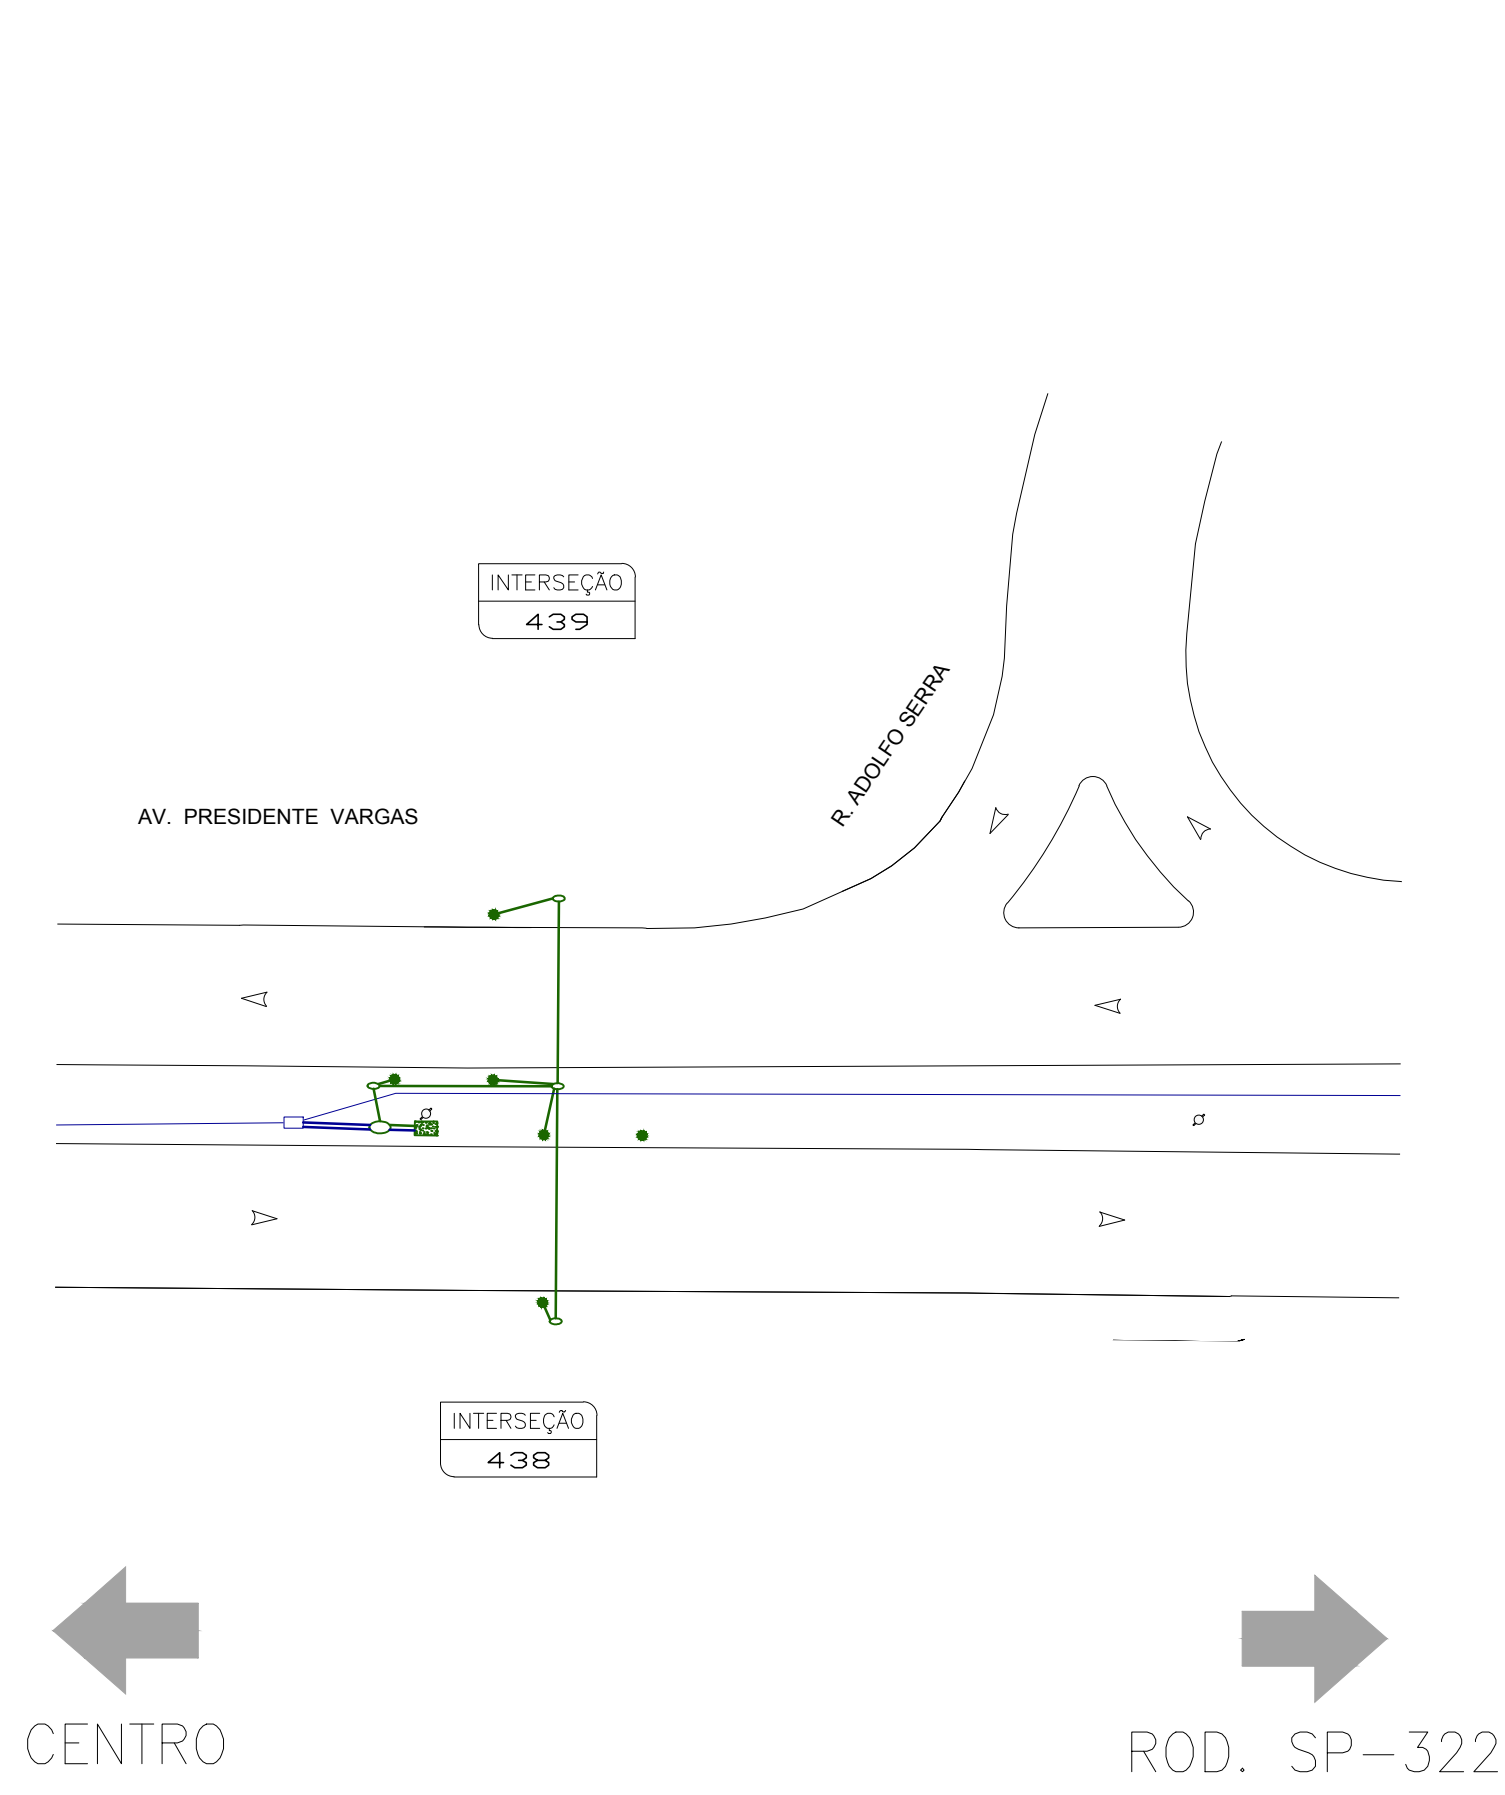 INTERSEÇÃO
439
R. ADOLFO SERRA
AV. PRESIDENTE VARGAS
INTERSEÇÃO
438
CENTRO
ROD. SP-322